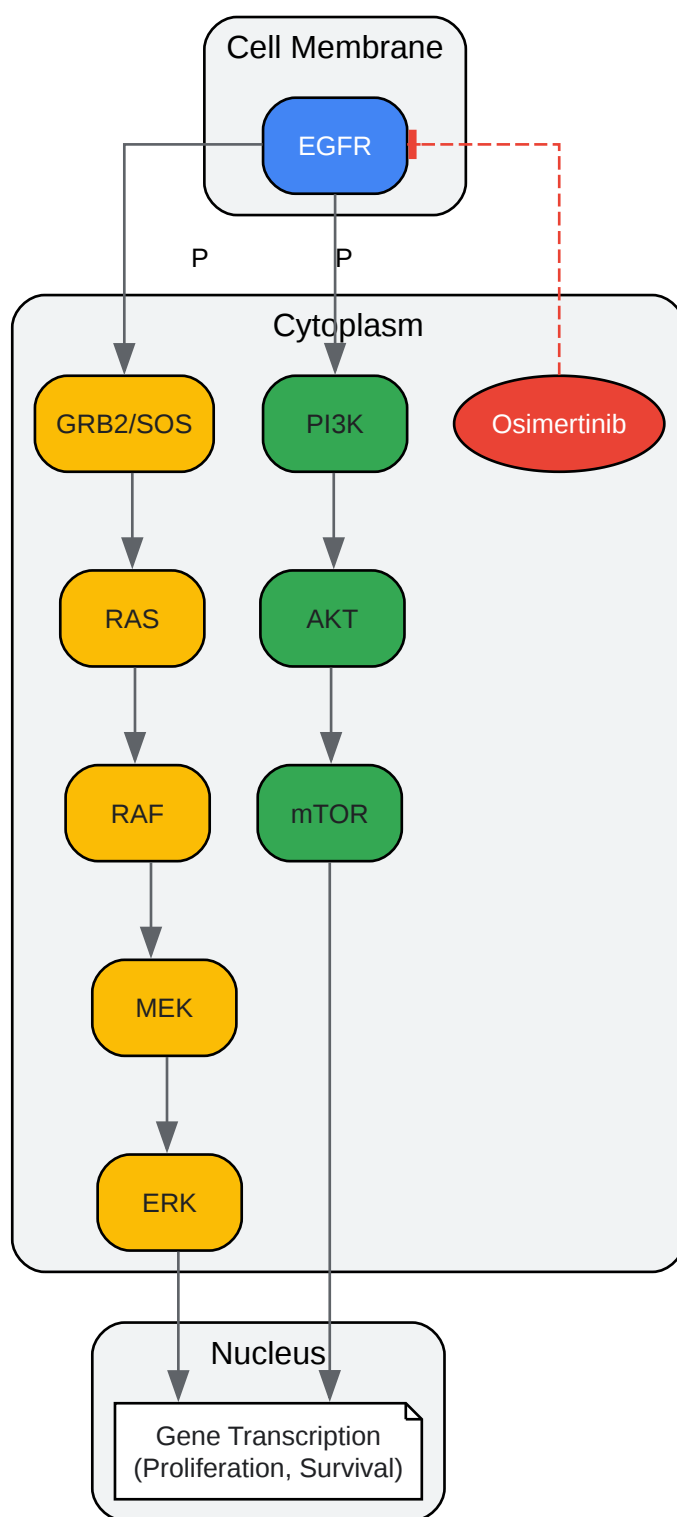 Cell Membrane
EGFR
P
P
Cytoplasm
GRB2/SOS
PI3K
Osimertinib
RAS
AKT
RAF
mTOR
MEK
ERK
Nucleus
Gene Transcription
(Proliferation, Survival)